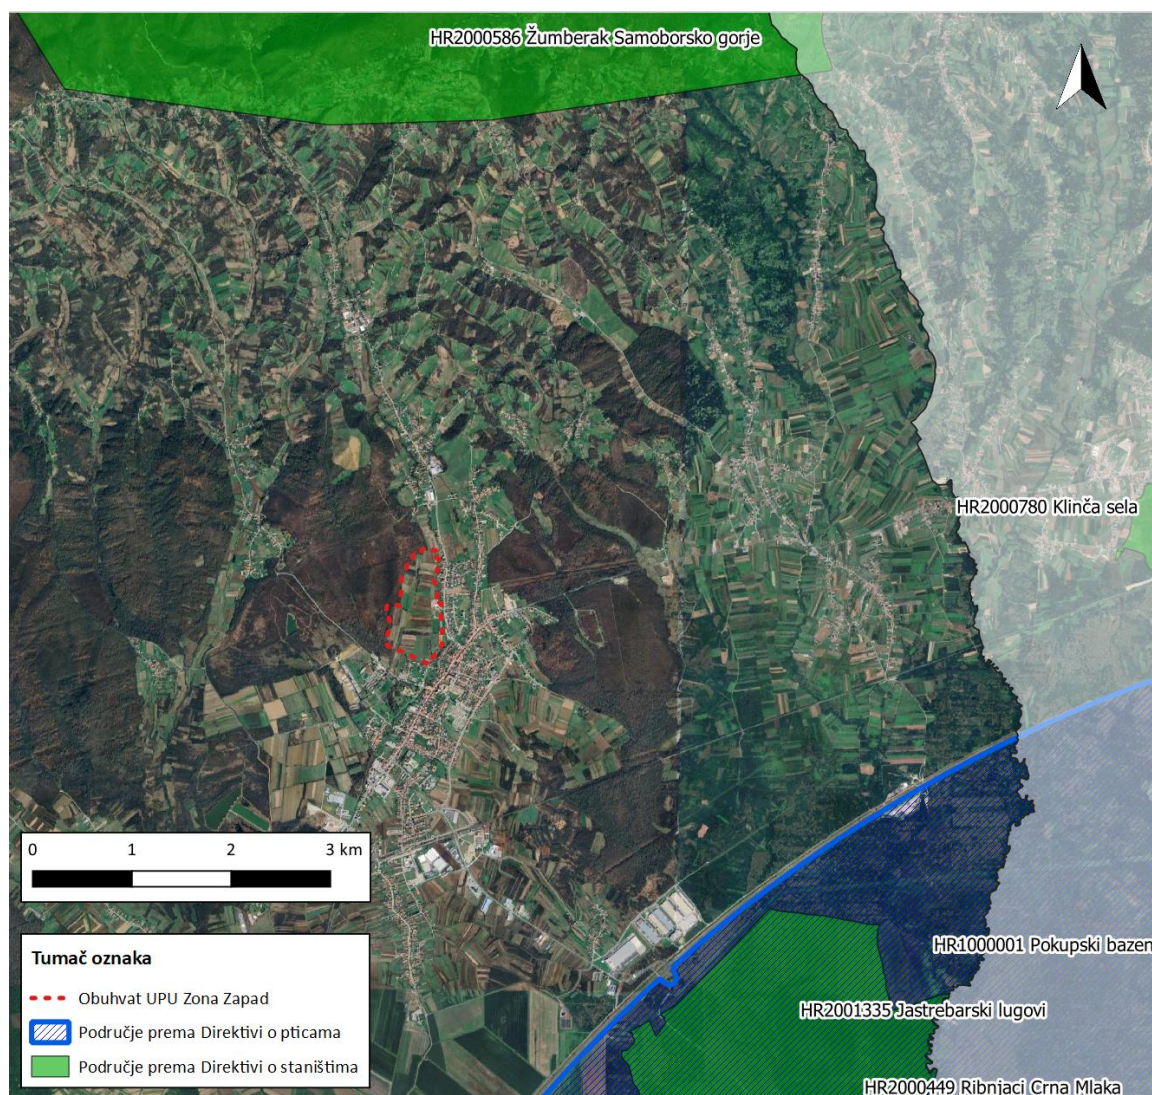 HR2000586 Žumberak Samoborsko gorje
HR2000780 Klinča sela
0 1 2 3 km
HR1000001 Pokupski bazen
HR2001335 Jastrebarski lugovi
HR2000449 Ribnjaci Crna Mlaka
Tumač oznaka
Obuhvat UPU Zona Zapad
Područje prema Direktivi o pticama
Područje prema Direktivi o staništima